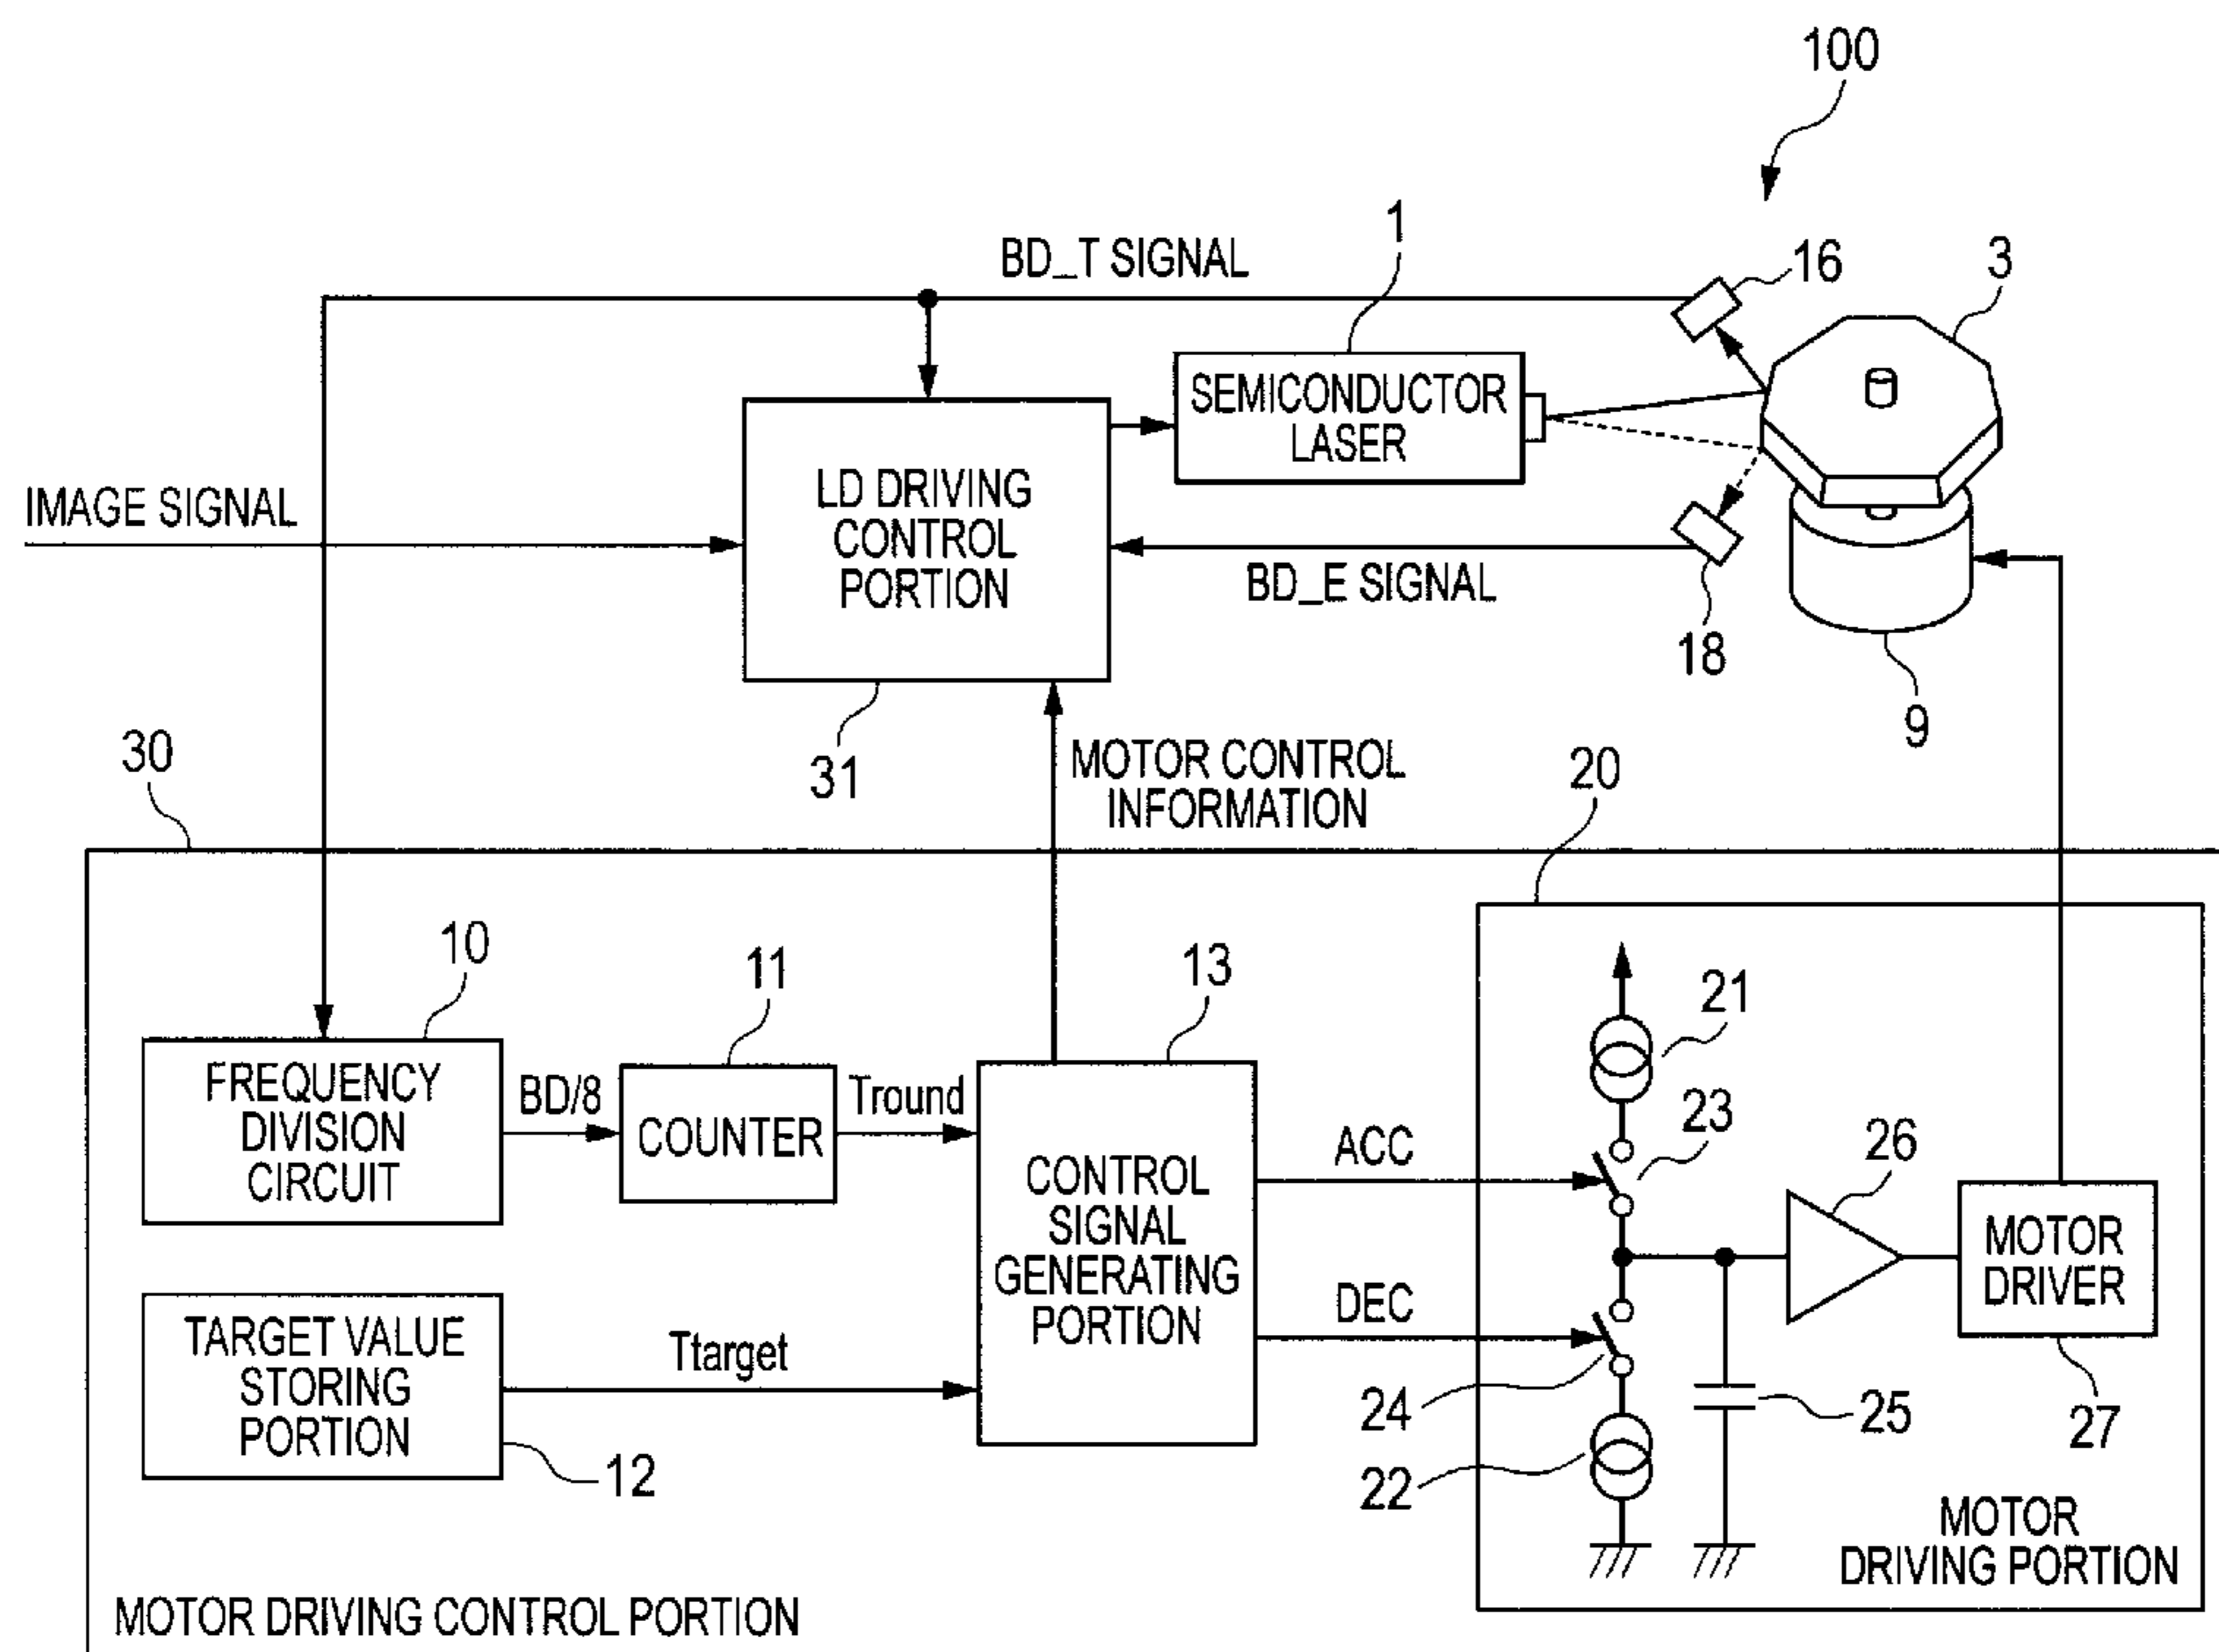 100
1
BD_T SIGNAL
16
3
SEMICONDUCTOR
LASER
LD DRIVING
CONTROL
PORTION
IMAGE SIGNAL
BD_E SIGNAL
18
9
30
31
MOTOR CONTROL
INFORMATION
20
10
11
13
21
FREQUENCY
DIVISION
CIRCUIT
BD/8
COUNTER
Tround
23
ACC
26
CONTROL
SIGNAL
GENERATING
PORTION
MOTOR
DRIVER
DEC
TARGET VALUE
STORING
PORTION
Ttarget
24
25
27
12
22
MOTOR
DRIVING PORTION
MOTOR DRIVING CONTROL PORTION